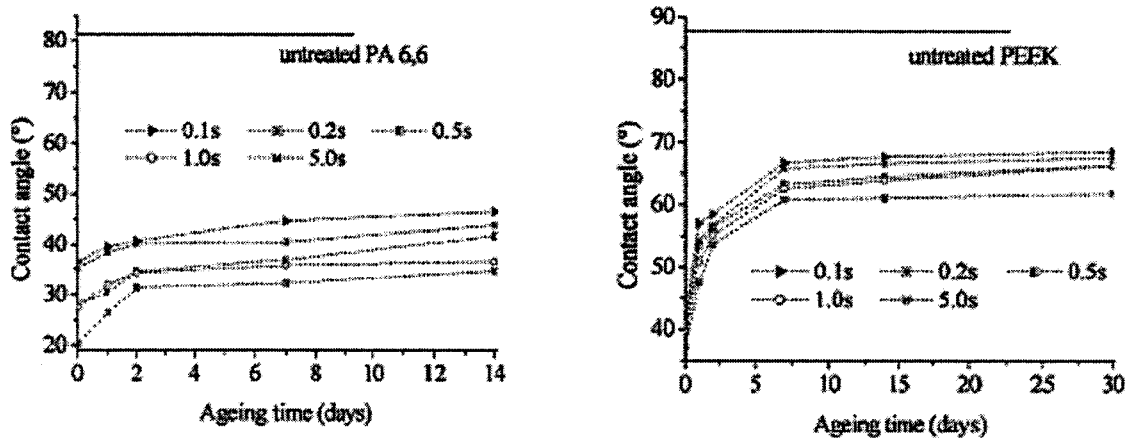 80
untreated PA 6,6
70
60
0.1s 0.2s 0.5s
1.0s 5.0s
50
40
30
20
0 2 4 6 8 10 12 14
Contact angle (°)
Ageing time (days)
90
untreated PEEK
80
70
60
50
0.1s 0.2s 0.5s
1.0s 5.0s
40
0 5 10 15 20 25 30
Contact angle (°)
Ageing time (days)